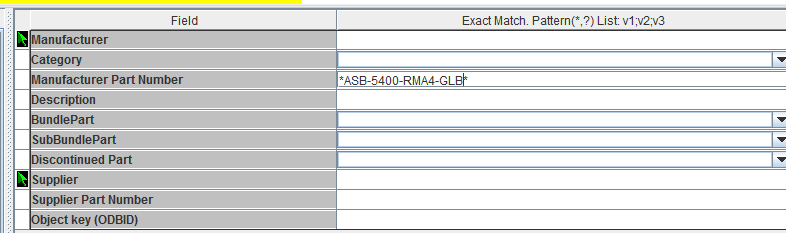 Field Exact Match. Pattern(*,?) List: v1;v2;v3
Manufacturer
Category
Manufacturer Part Number *ASB-5400-RMA4-GLB*
Description
BundlePart
SubBundlePart
Discontinued Part
Supplier
Supplier Part Number
Object key (ODBID)